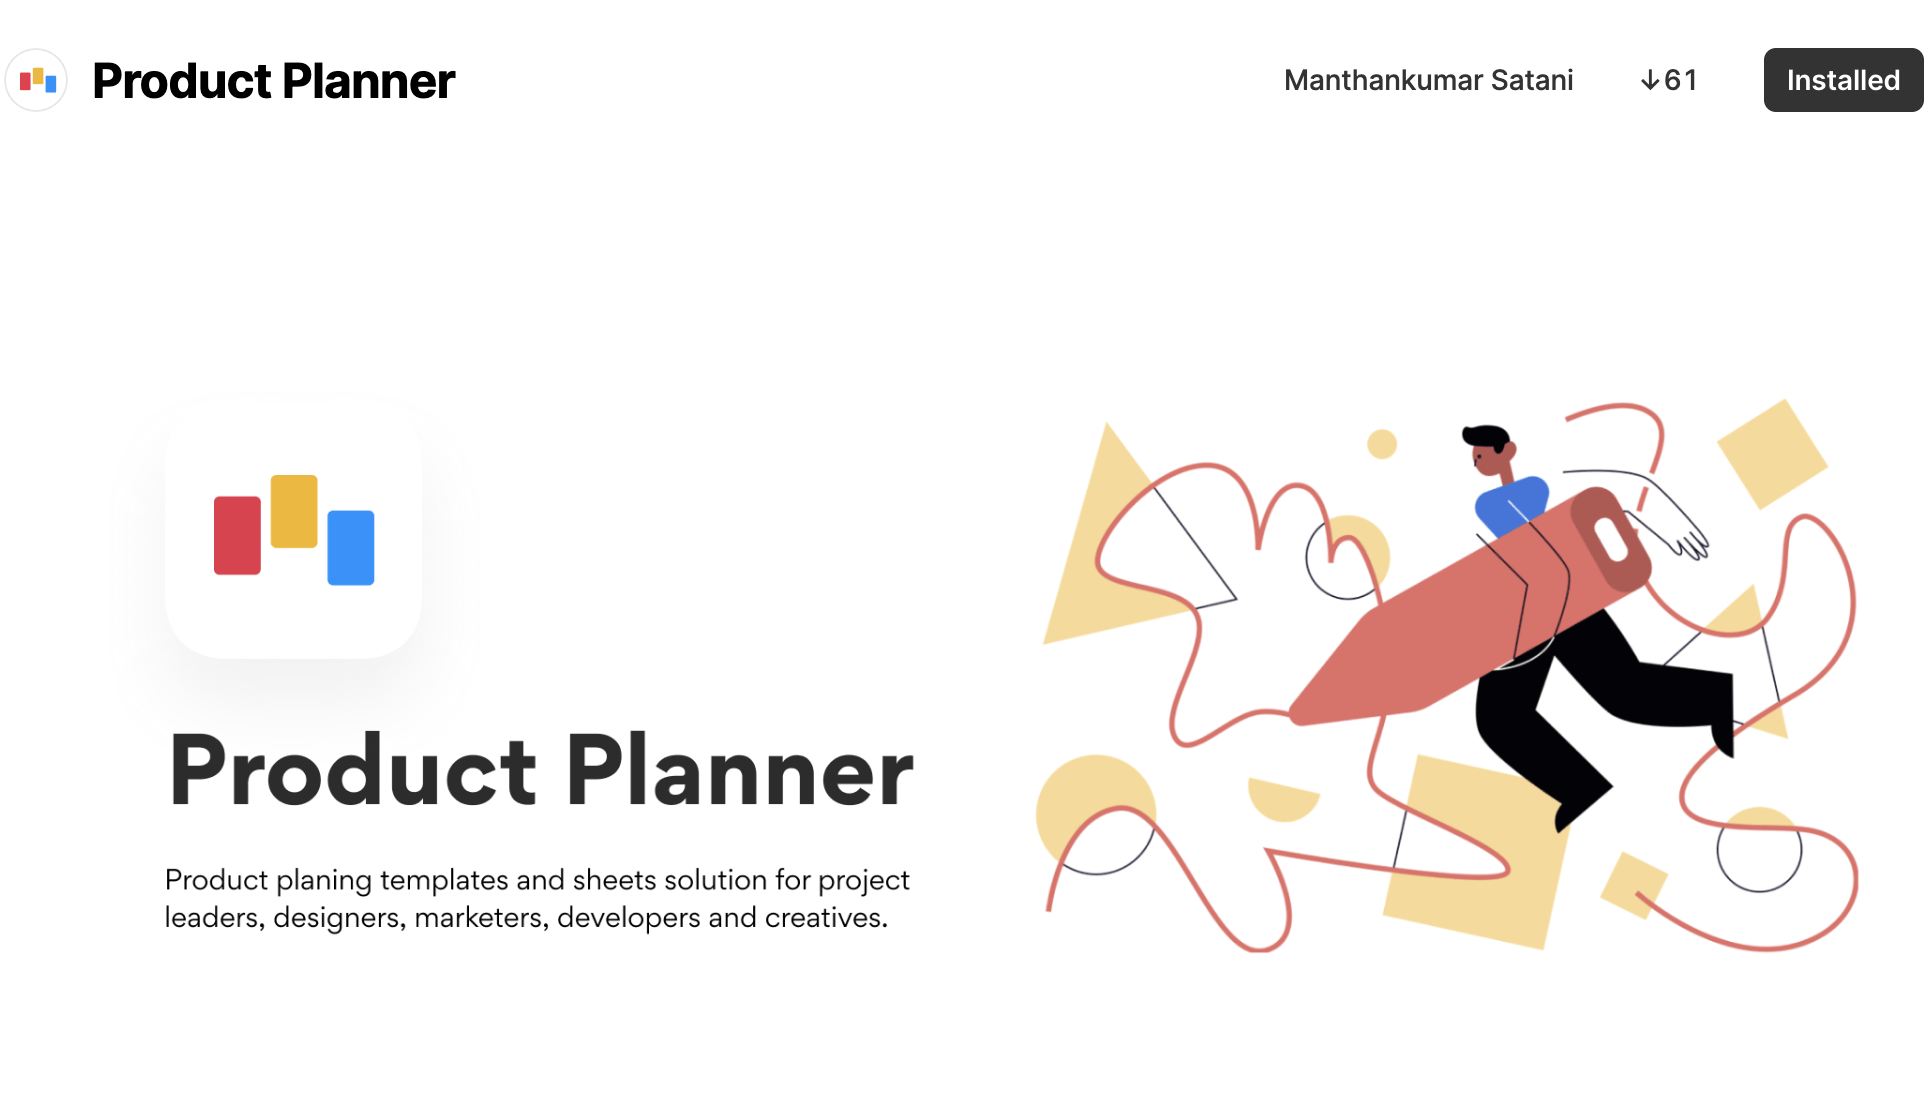 Product Planner
Manthankumar Satani
↓61
Installed
Product Planner
Product planing templates and sheets solution for project
leaders, designers, marketers, developers and creatives.